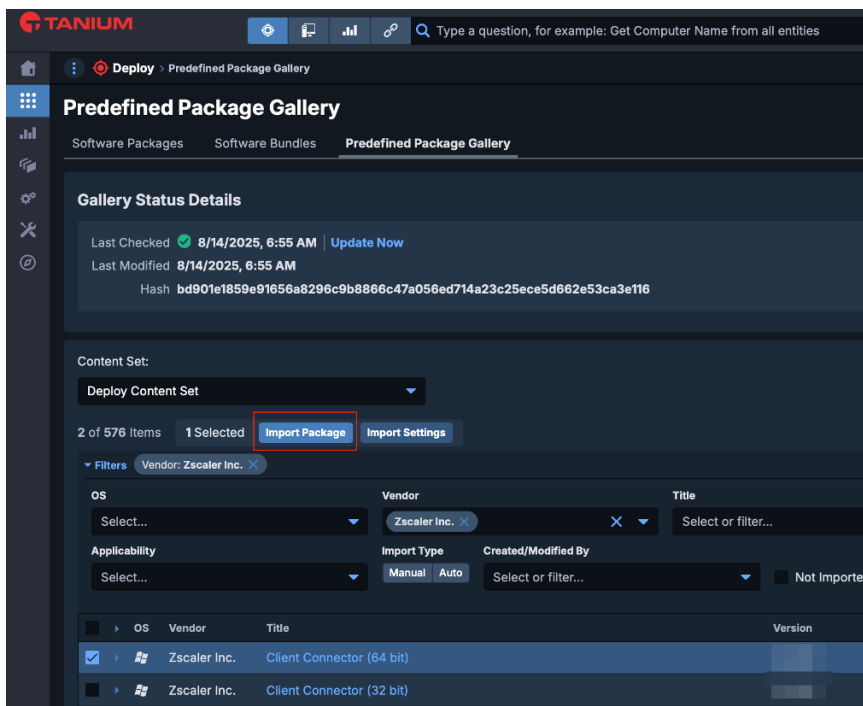 TANIUM
Type a question, for example: Get Computer Name from all entities
Deploy > Predefined Package Gallery
Predefined Package Gallery
Software Packages Software Bundles Predefined Package Gallery
Gallery Status Details
Last Checked 8/14/2025, 6:55 AM | Update Now
Last Modified 8/14/2025, 6:55 AM
Hash bd901e1859e91656a8296c9b8866c47a056ed714a23c25ece5d662e53ca3e116
Content Set:
Deploy Content Set
2 of 576 Items 1 Selected Import Package Import Settings
Filters Vendor: Zscaler Inc.
OS Vendor Title
Select... Zscaler Inc. Select or filter...
Applicability Import Type Created/Modified By
Select... Manual Auto Select or filter... Not Importe
OS Vendor Title Version
Zscaler Inc. Client Connector (64 bit)
Zscaler Inc. Client Connector (32 bit)